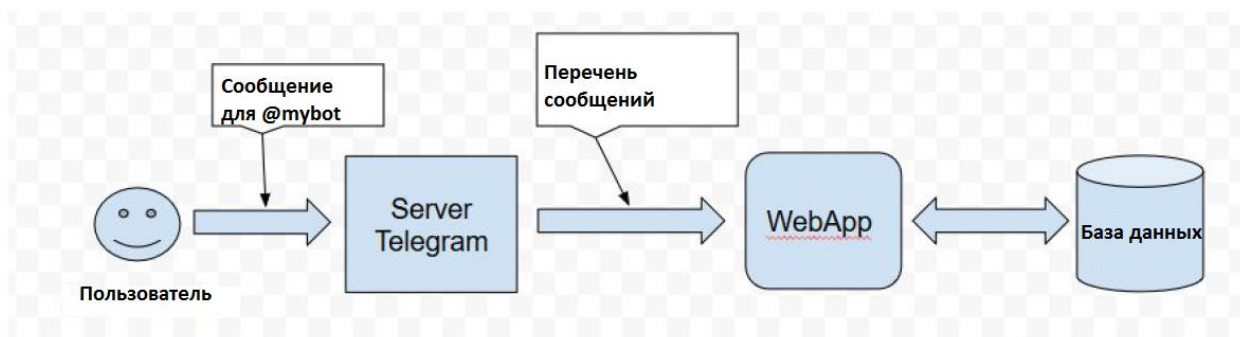 Сообщение
для @mybot
Перечень
сообщений
Server
Telegram
WebApp
База данных
Пользователь